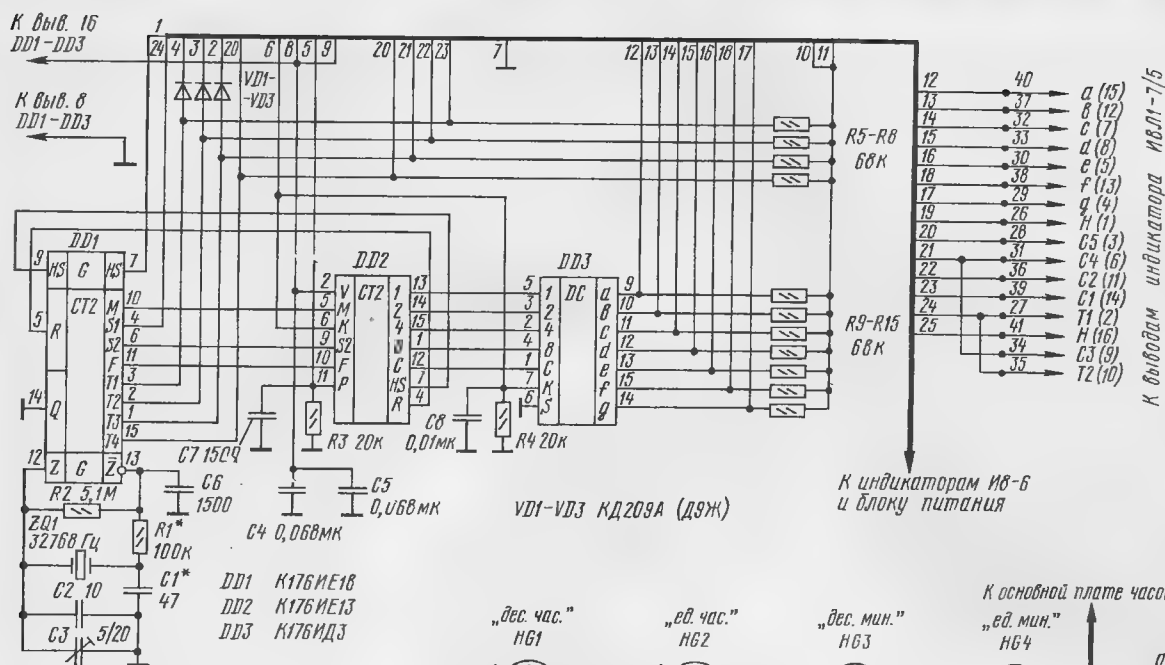 К выв. 16
DD1-DD3
К выв. 8
DD1-DD3
1
24 4 3 2 20 6 8 5 9 20 21 22 23 7 12 13 14 15 16 18 17 10 11
VD1-
-VD3
R5-R8
68к
R9-R15
68к
DD1
9 HS G HS 7
CT2
M 10
S1 4
5 R
S2 6
F 11
T1 3
T2 2
14 Q
T3 1
T4 15
12 Z G Z 13
R2 5,1М
ZQ1
32768 Гц
R1*
100к
C6
1500
C2 10
C1*
47
C3 5/20
DD2
CT2
2 V 1 13
5 M 2 14
6 K 4 15
9 S2 1
10 F C 12
11 P HS 7
R 4
C7 1500
R3 20к
C8
0,01мк
R4 20к
C4 0,068мк
C5
0,068мк
DD3
DC
5 1 a 9
3 2 в 10
2 4 c 11
4 8 d 12
1 C e 13
7 K f 15
6 S g 14
VD1-VD3 КД209А (Д9Ж)
DD1 К176ИЕ18
DD2 К176ИЕ13
DD3 К176ИД3
12 40 a (15)
13 37 в (12)
14 32 c (7)
15 33 d (8)
16 30 e (5)
18 38 f (13)
17 29 g (4)
19 26 H (1)
20 28 C5 (3)
21 31 C4 (6)
22 36 C2 (11)
23 39 C1 (14)
24 27 T1 (2)
25 41 H (16)
34 C3 (9)
35 T2 (10)
К выводам индикатора ИВЛ1-7/5
К индикаторам ИВ-6
и блоку питания
К основной плате часо
„дес. час.”
HG1
„ед. час.”
HG2
„дес. мин.”
HG3
„ед. мин.”
HG4